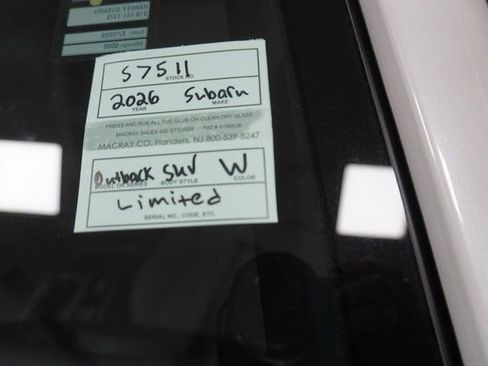 S7511
STOCK NO.
2026 Subaru
YEAR MAKE
PRESS AND RUB ALL THE GLUE ON CLEAN DRY GLASS
MACRAY SALES AID STICKER
MACRAY CO. Flanders, NJ 800-539-8247
Outback SUV W
MODEL OR SERIES BODY STYLE COLOR
Limited
SERIAL NO., CODE, ETC.